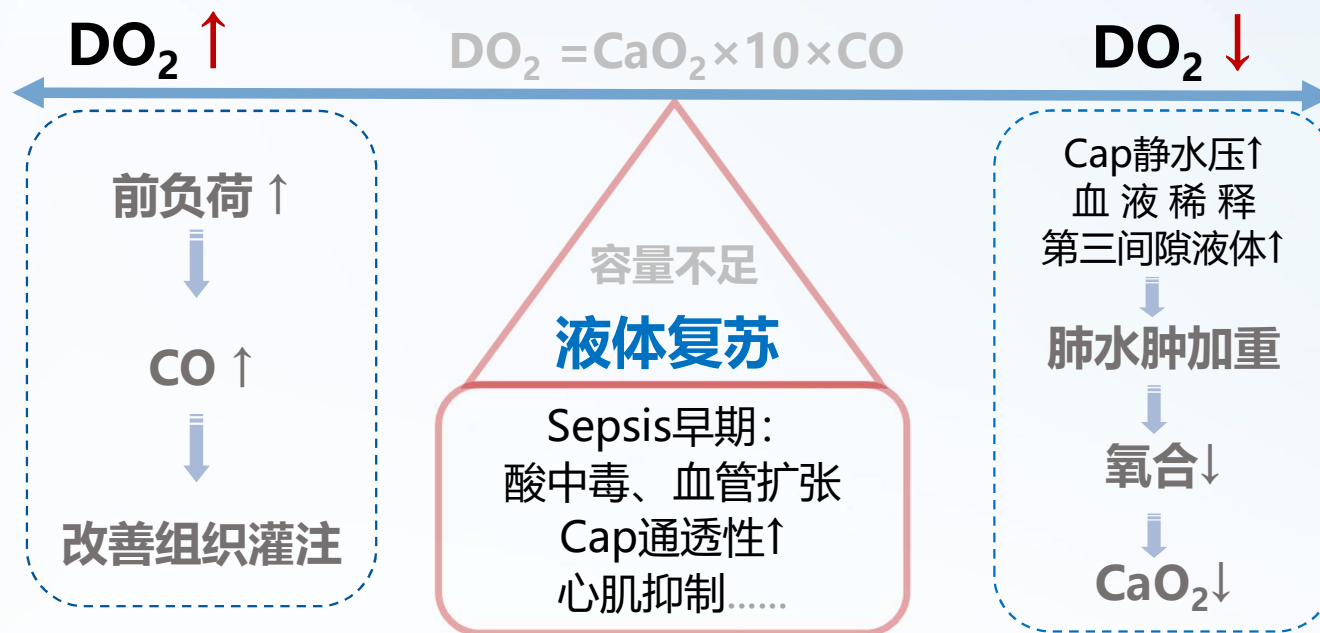 DO₂ ↑
DO₂ =CaO₂×10×CO
DO₂ ↓
前负荷 ↑
CO ↑
改善组织灌注
容量不足
液体复苏
Sepsis早期：
酸中毒、血管扩张
Cap通透性↑
心肌抑制……
Cap静水压↑
血 液 稀 释
第三间隙液体↑
肺水肿加重
氧合↓
CaO₂↓